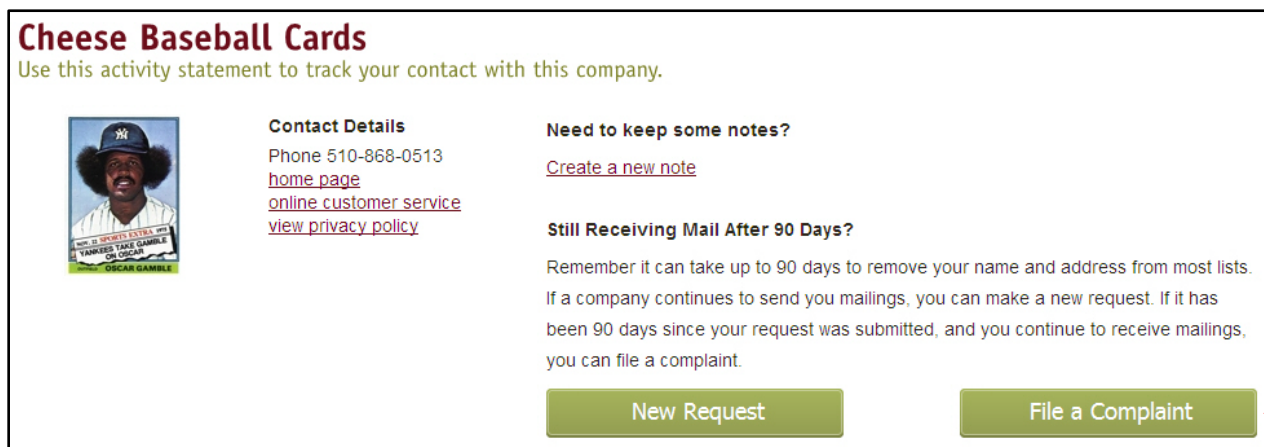 Cheese Baseball Cards
Use this activity statement to track your contact with this company.
NOV. 22 SPORTS EXTRA 1975
YANKEES TAKE GAMBLE
ON OSCAR
OUTFIELD OSCAR GAMBLE
Contact Details
Phone 510-868-0513
home page
online customer service
view privacy policy
Need to keep some notes?
Create a new note
Still Receiving Mail After 90 Days?
Remember it can take up to 90 days to remove your name and address from most lists.
If a company continues to send you mailings, you can make a new request. If it has
been 90 days since your request was submitted, and you continue to receive mailings,
you can file a complaint.
New Request
File a Complaint